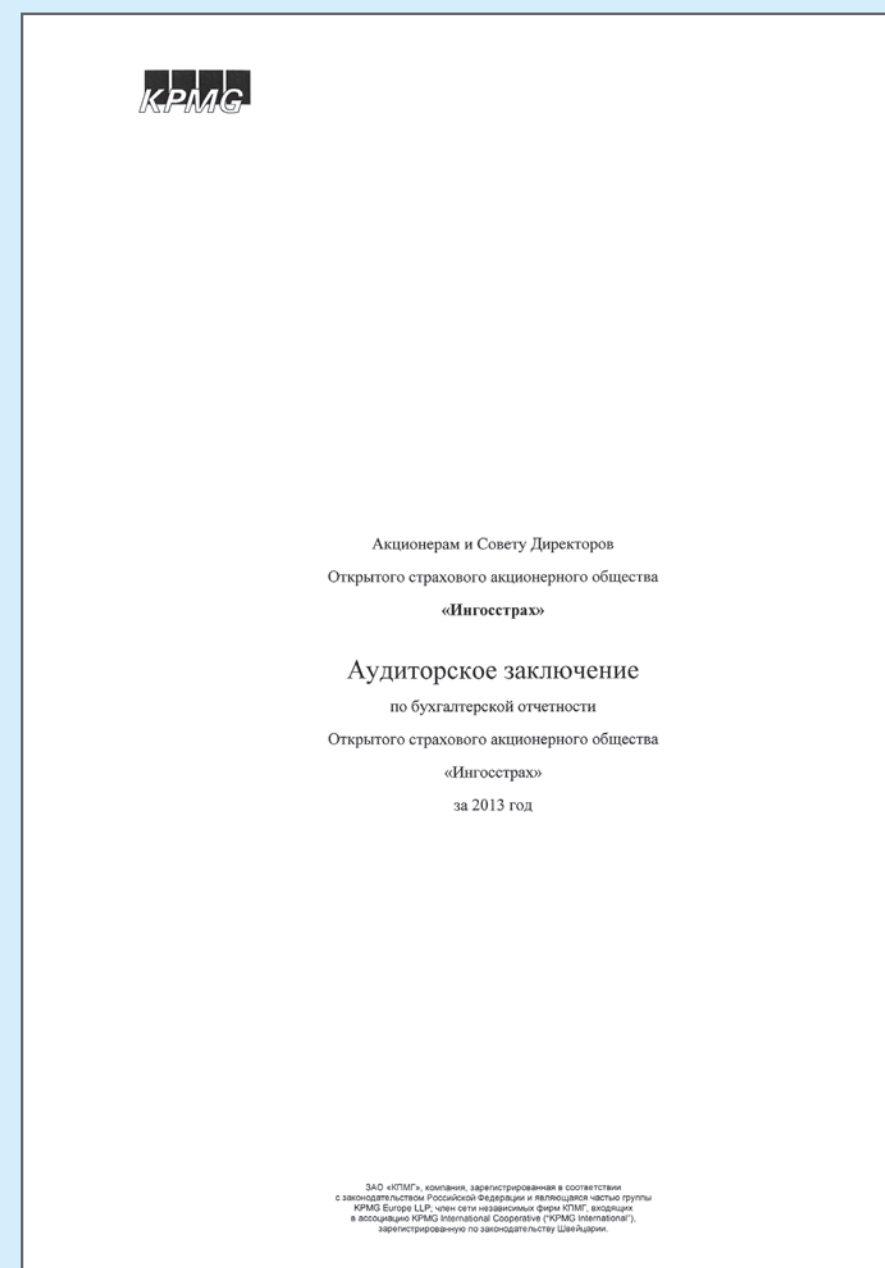 KPMG
Акционерам и Совету Директоров
Открытого страхового акционерного общества
«Ингосстрах»
Аудиторское заключение
по бухгалтерской отчетности
Открытого страхового акционерного общества
«Ингосстрах»
за 2013 год
ЗАО «КПМГ», компания, зарегистрированная в соответствии
с законодательством Российской Федерации и являющаяся частью группы
KPMG Europe LLP; член сети независимых фирм КПМГ, входящих
в ассоциацию KPMG International Cooperative ("KPMG International"),
зарегистрированную по законодательству Швейцарии.